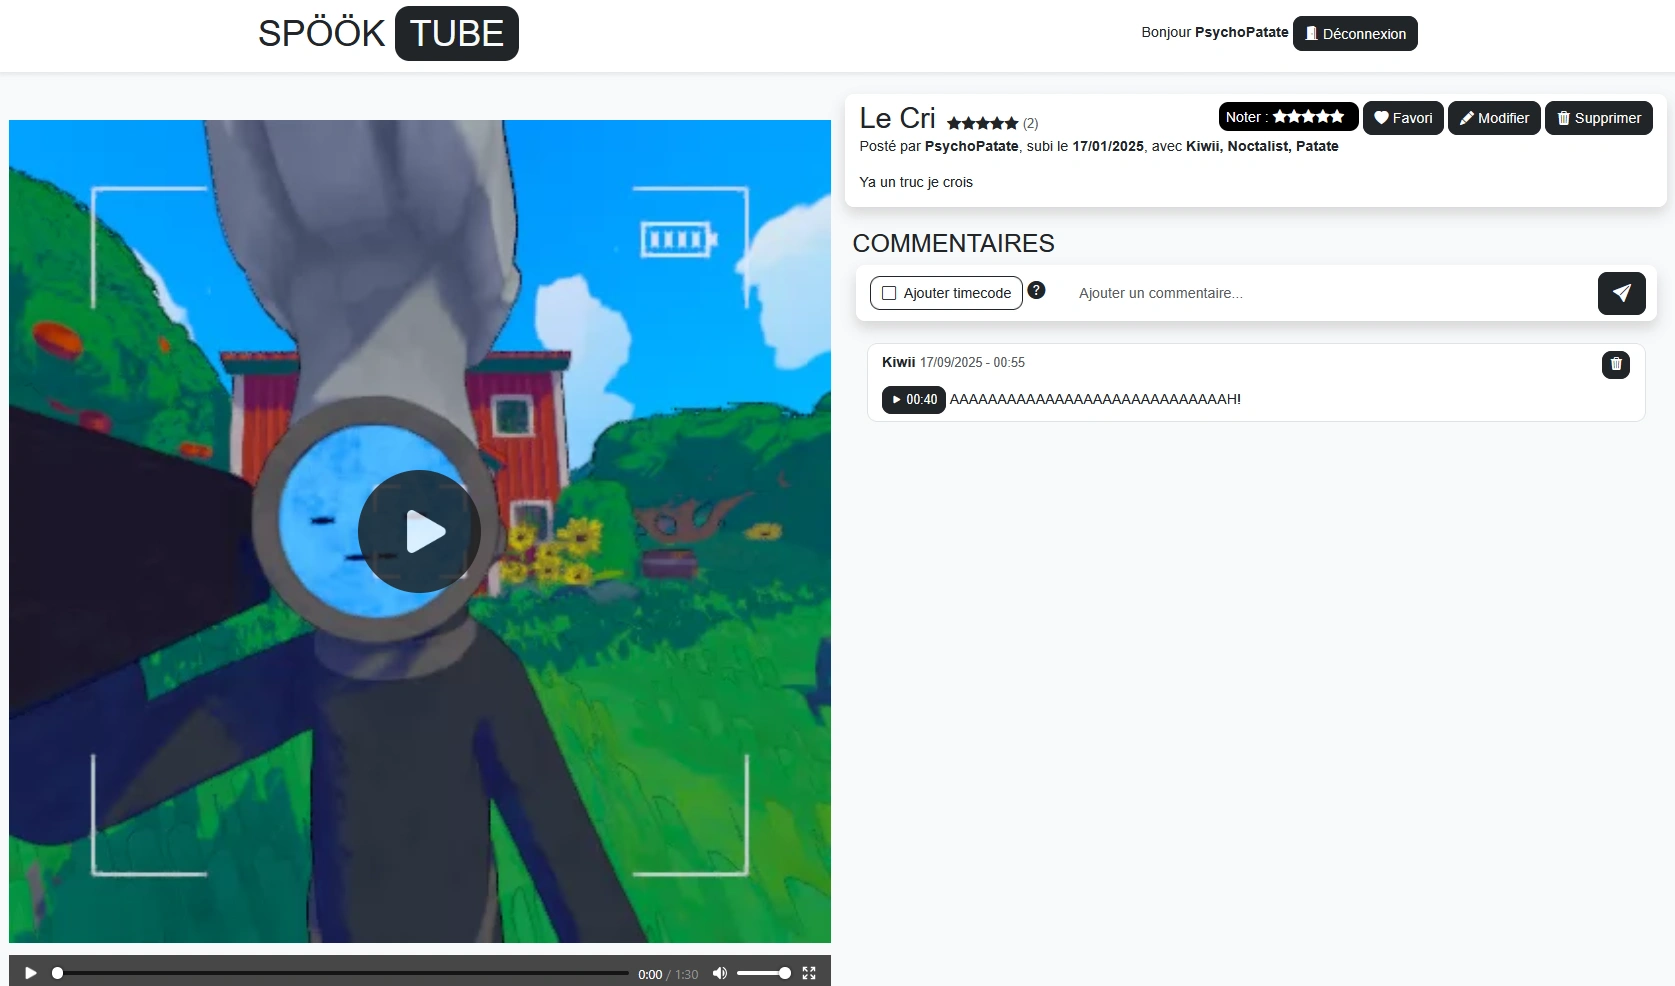 SPÖÖK TUBE
Bonjour PsychoPatate Déconnexion
Le Cri (2)
Noter : Favori Modifier Supprimer
Posté par PsychoPatate, subi le 17/01/2025, avec Kiwii, Noctalist, Patate
Ya un truc je crois
COMMENTAIRES
Ajouter timecode ? Ajouter un commentaire...
Kiwii 17/09/2025 - 00:55
00:40 AAAAAAAAAAAAAAAAAAAAAAAAAAAAAH!
0:00 / 1:30